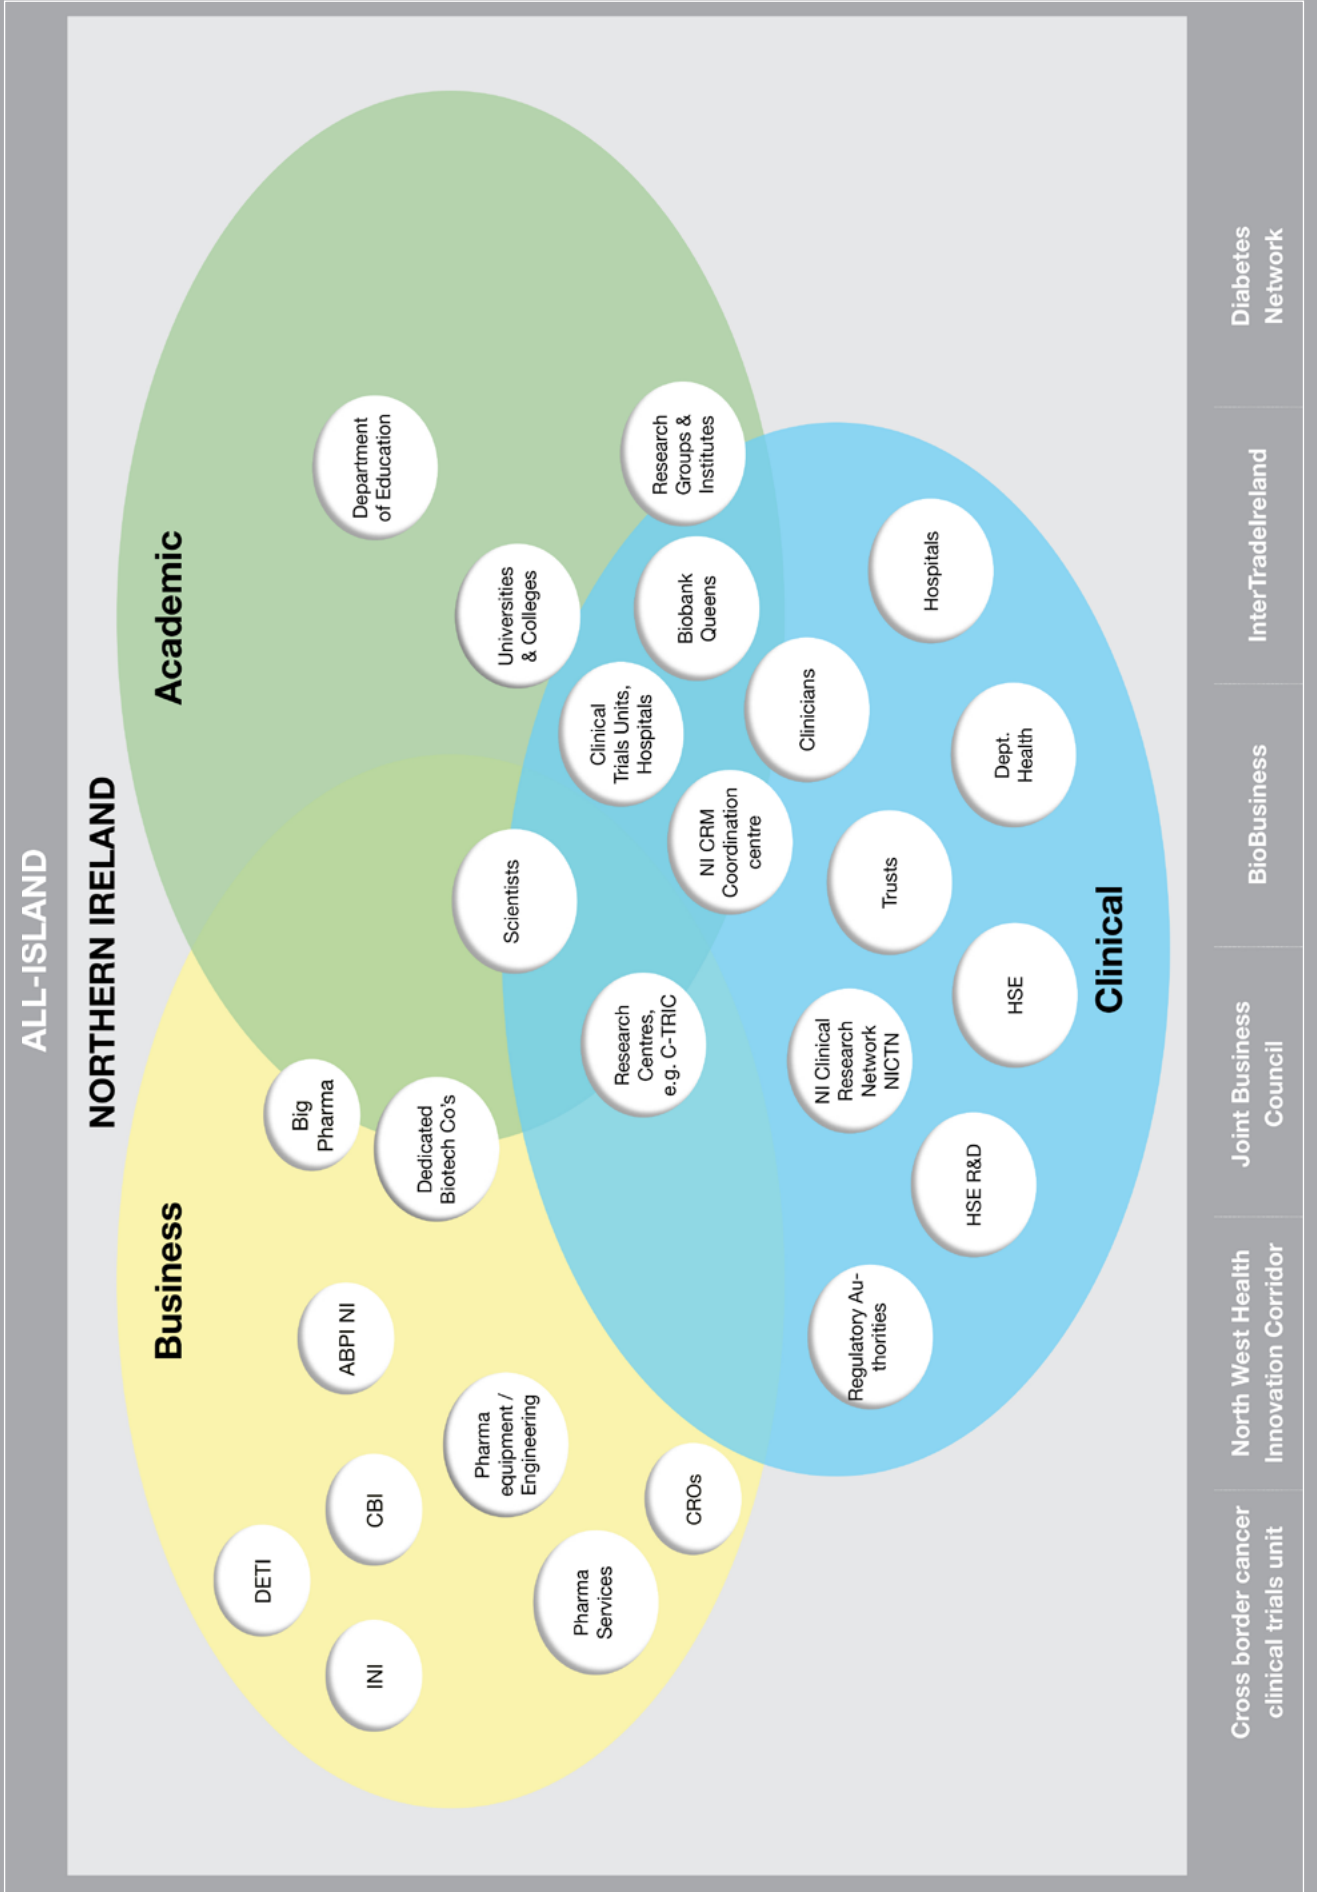 ALL-ISLAND
NORTHERN IRELAND
Business
Academic
DETI
INI
CBI
ABPI NI
Big
Pharma
Dedicated
Biotech Co's
Department
of Education
Pharma
equipment /
Engineering
Scientists
Universities
& Colleges
Pharma
Services
CROs
Research
Centres,
e.g. C-TRIC
Clinical
Trials Units,
Hospitals
Biobank
Queens
Research
Groups &
Institutes
NI CRM
Coordination
centre
Clinicians
Regulatory Au-
thorities
NI Clinical
Research
Network
NICTN
Trusts
Hospitals
HSE R&D
HSE
Dept.
Health
Clinical
Cross border cancer
clinical trials unit
North West Health
Innovation Corridor
Joint Business
Council
BioBusiness
InterTradeIreland
Diabetes
Network